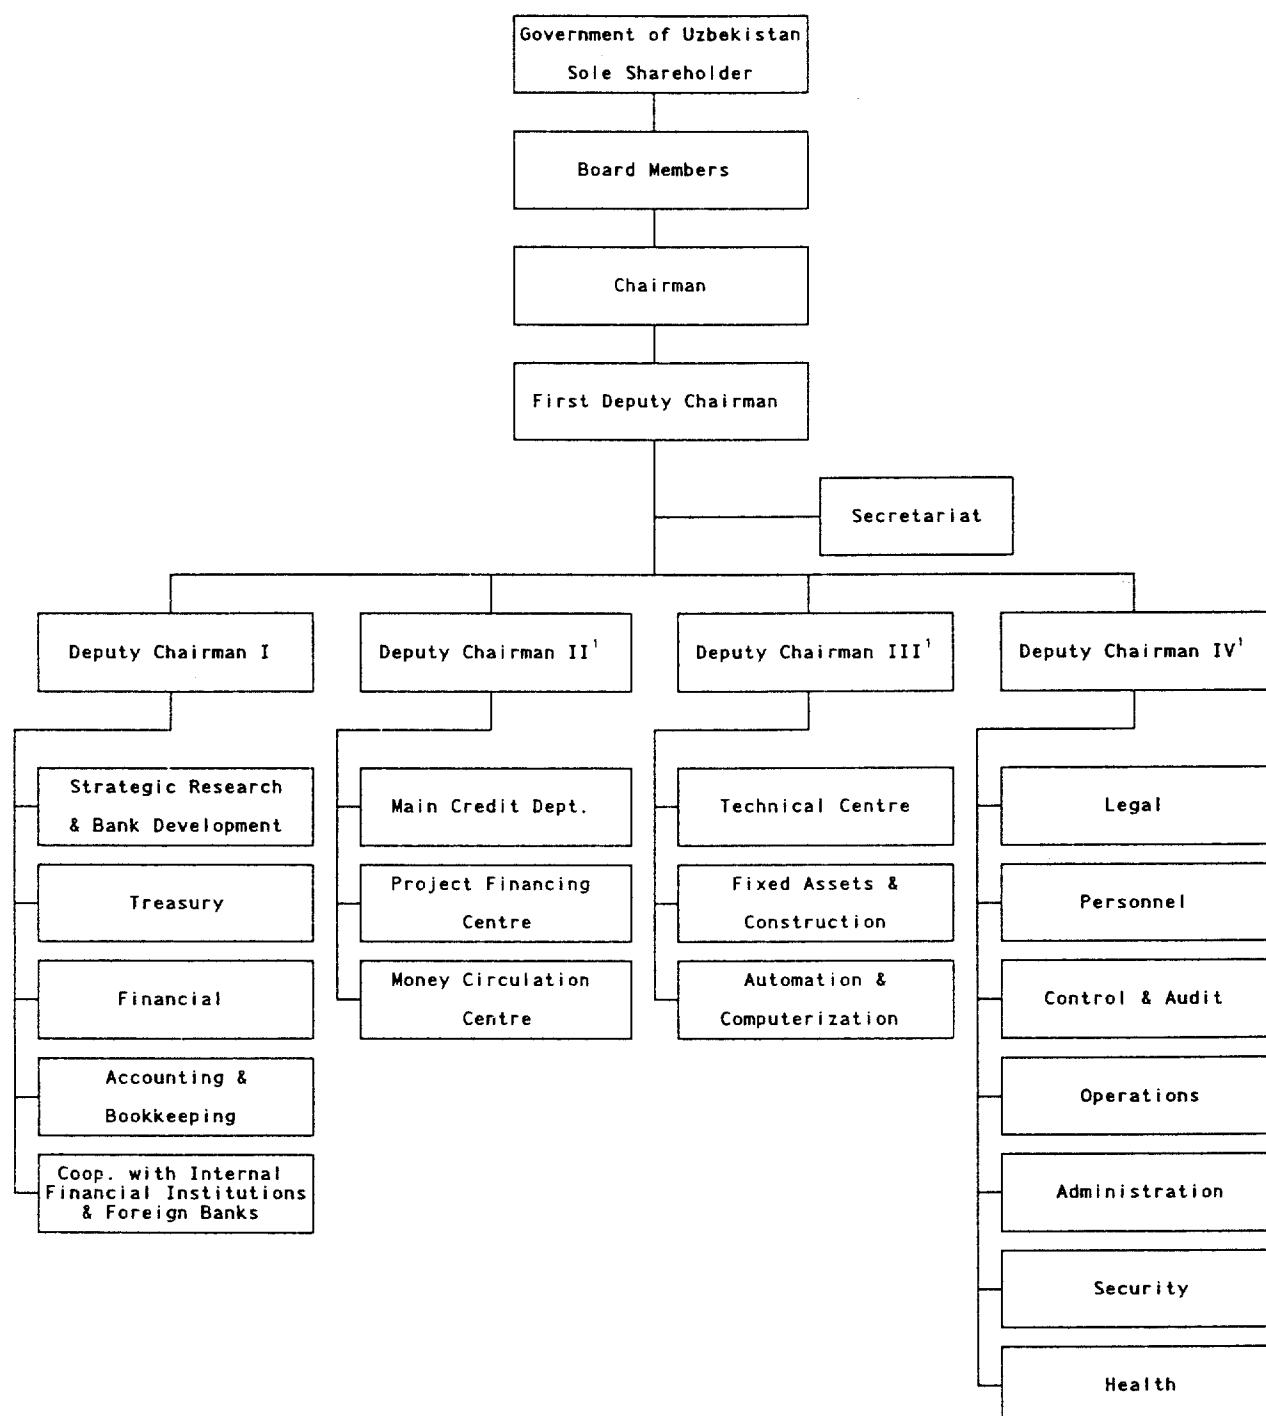 Government of Uzbekistan
Sole Shareholder
Board Members
Chairman
First Deputy Chairman
Secretariat
Deputy Chairman I
Deputy Chairman II¹
Deputy Chairman III¹
Deputy Chairman IV¹
Strategic Research
& Bank Development
Treasury
Financial
Accounting &
Bookkeeping
Coop. with Internal
Financial Institutions
& Foreign Banks
Main Credit Dept.
Project Financing
Centre
Money Circulation
Centre
Technical Centre
Fixed Assets &
Construction
Automation &
Computerization
Legal
Personnel
Control & Audit
Operations
Administration
Security
Health